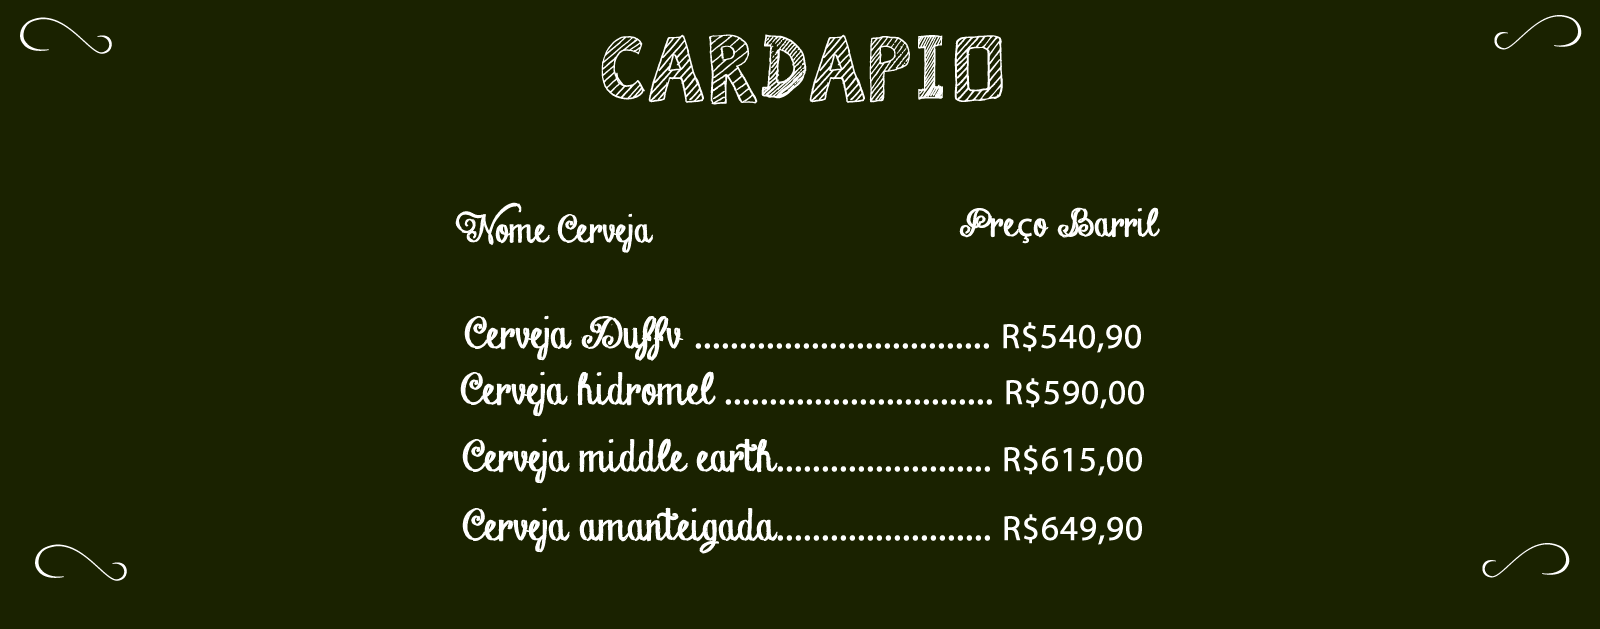 CARDAPIO
Nome Cerveja Preço Barril
Cerveja Duffv ................................. R$540,90
Cerveja hidromel .............................. R$590,00
Cerveja middle earth........................ R$615,00
Cerveja amanteigada........................ R$649,90